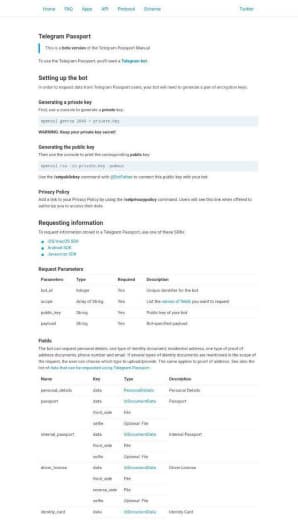 Home FAQ Apps API Protocol Schema Twitter
Telegram Passport
This is a beta version of the Telegram Passport Manual
To use the Telegram Passport, you'll need a Telegram bot.
Setting up the bot
In order to request data from Telegram Passport users, your bot will need to generate a pair of encryption keys.
Generating a private key
First, use a console to generate a private key:
openssl genrsa 2048 > private.key
WARNING: Keep your private key secret!
Generating the public key
Then use the console to print the corresponding public key:
openssl rsa -in private.key -pubout
Use the /setpublickey command with @BotFather to connect this public key with your bot.
Privacy Policy
Add a link to your Privacy Policy by using the /setprivacypolicy command. Users will see this link when offered to
authorize you to access their data.
Requesting information
To request information stored in a Telegram Passport, use one of these SDKs:
iOS/macOS SDK
Android SDK
Javascript SDK
Request Parameters
Parameters Type Required Description
bot_id Integer Yes Unique identifier for the bot
scope Array of String Yes List the names of fields you want to request
public_key String Yes Public key of your bot
payload String Yes Bot-specified payload
Fields
The bot can request personal details, one type of identity document, residential address, one type of proof of
address documents, phone number and email. If several types of identity documents are mentioned in the scope of
the request, the user can choose which type to upload/provide. The same applies to proof of address. See also the
list of data that can be requested using Telegram Passport.
Name Key Type Description
personal_details data PersonalDetails Personal Details
passport data IdDocumentData Passport
front_side File
selfie Optional File
internal_passport data IdDocumentData Internal Passport
front_side File
selfie Optional File
driver_license data IdDocumentData Driver License
front_side File
reverse_side File
selfie Optional File
identity_card data IdDocumentData Identity Card